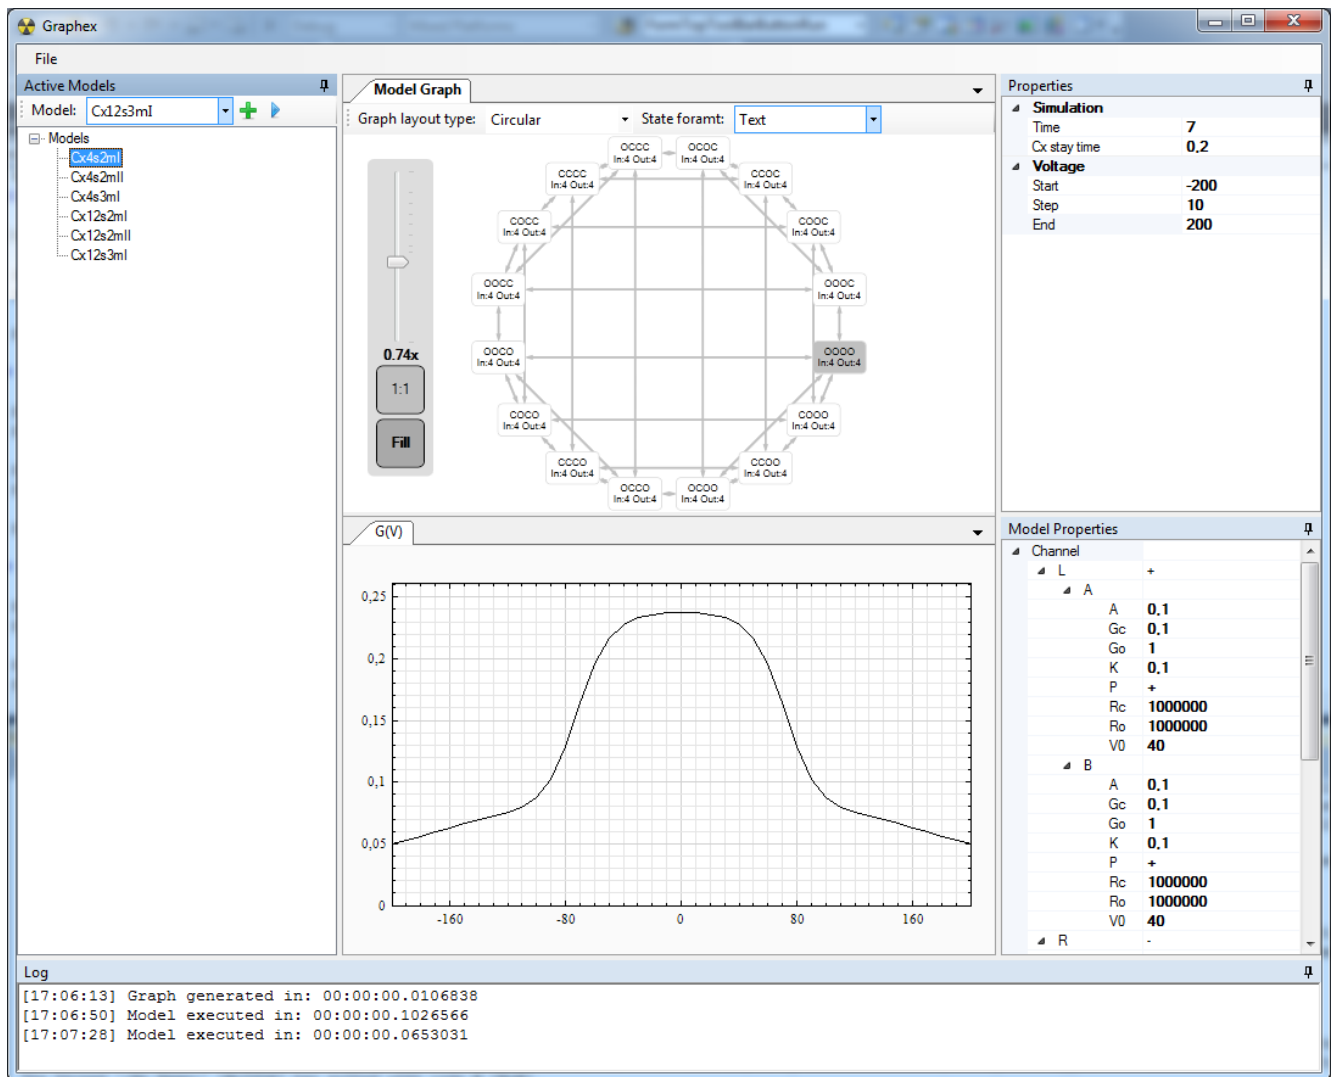 Graphex
File
Active Models
Model: Cx12s3mI
Models
Cx4s2mI
Cx4s2mII
Cx4s3mI
Cx12s2mI
Cx12s2mII
Cx12s3mI
Model Graph
Graph layout type: Circular State foramt: Text
0.74x
1:1
Fill
OCCC
In:4 Out:4
OCOC
In:4 Out:4
CCCC
In:4 Out:4
CCOC
In:4 Out:4
COCC
In:4 Out:4
COOC
In:4 Out:4
OOCC
In:4 Out:4
OOOC
In:4 Out:4
OOCO
In:4 Out:4
OOOO
In:4 Out:4
COCO
In:4 Out:4
COOO
In:4 Out:4
CCCO
In:4 Out:4
CCOO
In:4 Out:4
OCCO
In:4 Out:4
OCOO
In:4 Out:4
G(V)
0,25
0,2
0,15
0,1
0,05
0
-160 -80 0 80 160
Properties
Simulation
Time 7
Cx stay time 0,2
Voltage
Start -200
Step 10
End 200
Model Properties
Channel
L +
A
A 0,1
Gc 0,1
Go 1
K 0,1
P +
Rc 1000000
Ro 1000000
V0 40
B
A 0,1
Gc 0,1
Go 1
K 0,1
P +
Rc 1000000
Ro 1000000
V0 40
R -
Log
[17:06:13] Graph generated in: 00:00:00.0106838
[17:06:50] Model executed in: 00:00:00.1026566
[17:07:28] Model executed in: 00:00:00.0653031